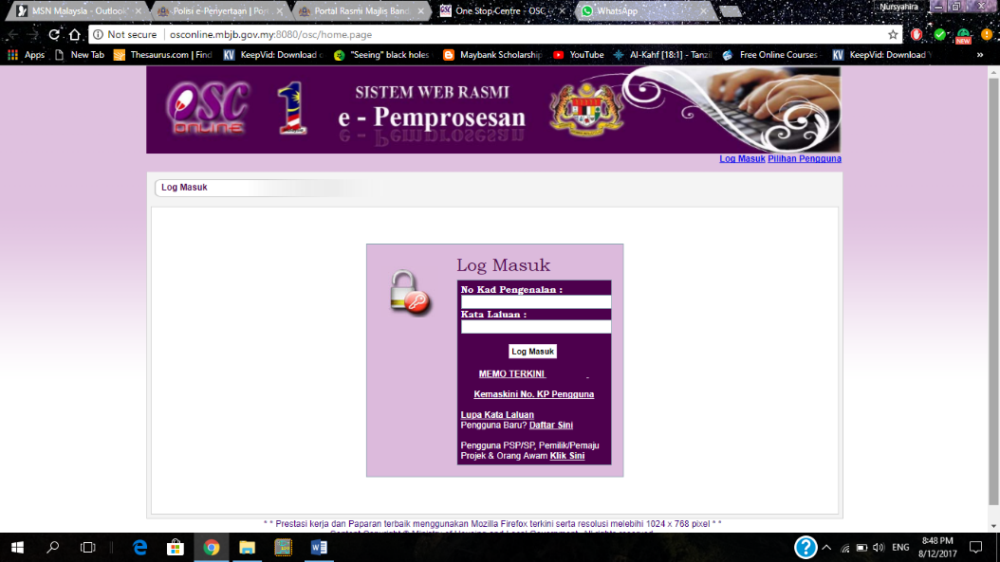 MSN Malaysia - Outlook
Polisi e-Penyertaan | Port
Portal Rasmi Majlis Band
One Stop Centre - OSC
WhatsApp
Nursyahira
Not secure | osconline.mbjb.gov.my:8080/osc/home.page
NEW
Apps
New Tab
Thesaurus.com | Find
KV KeepVid: Download o
"Seeing" black holes
Maybank Scholarship
YouTube
Al-Kahf [18:1] - Tanzil
Free Online Courses
KV KeepVid: Download Y
»
OSC ONLINE
1
SISTEM WEB RASMI
e - Pemprosesan
Log Masuk Pilihan Pengguna
Log Masuk
Log Masuk
No Kad Pengenalan :
Kata Laluan :
Log Masuk
MEMO TERKINI
Kemaskini No. KP Pengguna
Lupa Kata Laluan
Pengguna Baru? Daftar Sini
Pengguna PSP/SP, Pemilik/Pemaju
Projek & Orang Awam Klik Sini
* * Prestasi kerja dan Paparan terbaik menggunakan Mozilla Firefox terkini serta resolusi melebihi 1024 x 768 pixel * *
ENG
8:48 PM
8/12/2017